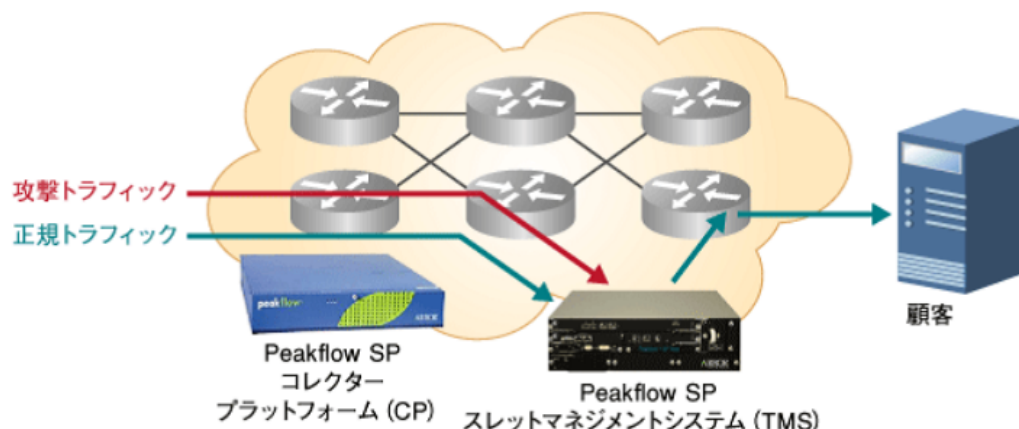 攻撃トラフィック
正規トラフィック
peakflow
ARBOR
Peakflow SP
コレクター
プラットフォーム (CP)
Peakflow SP
スレットマネジメントシステム (TMS)
顧客